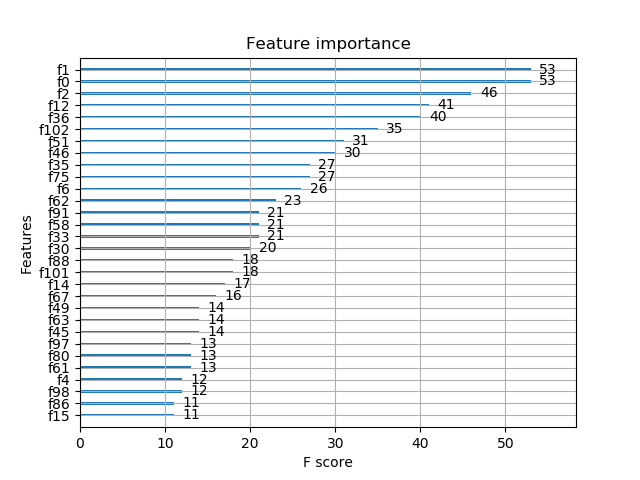 Feature importance
f1 53
f0 53
f2 46
f12 41
f36 40
f102 35
f51 31
f46 30
f35 27
f75 27
f6 26
f62 23
f91 21
f58 21
f33 21
f30 20
f88 18
f101 18
f14 17
f67 16
f49 14
f63 14
f45 14
f97 13
f80 13
f61 13
f4 12
f98 12
f86 11
f15 11
Features
0 10 20 30 40 50
F score